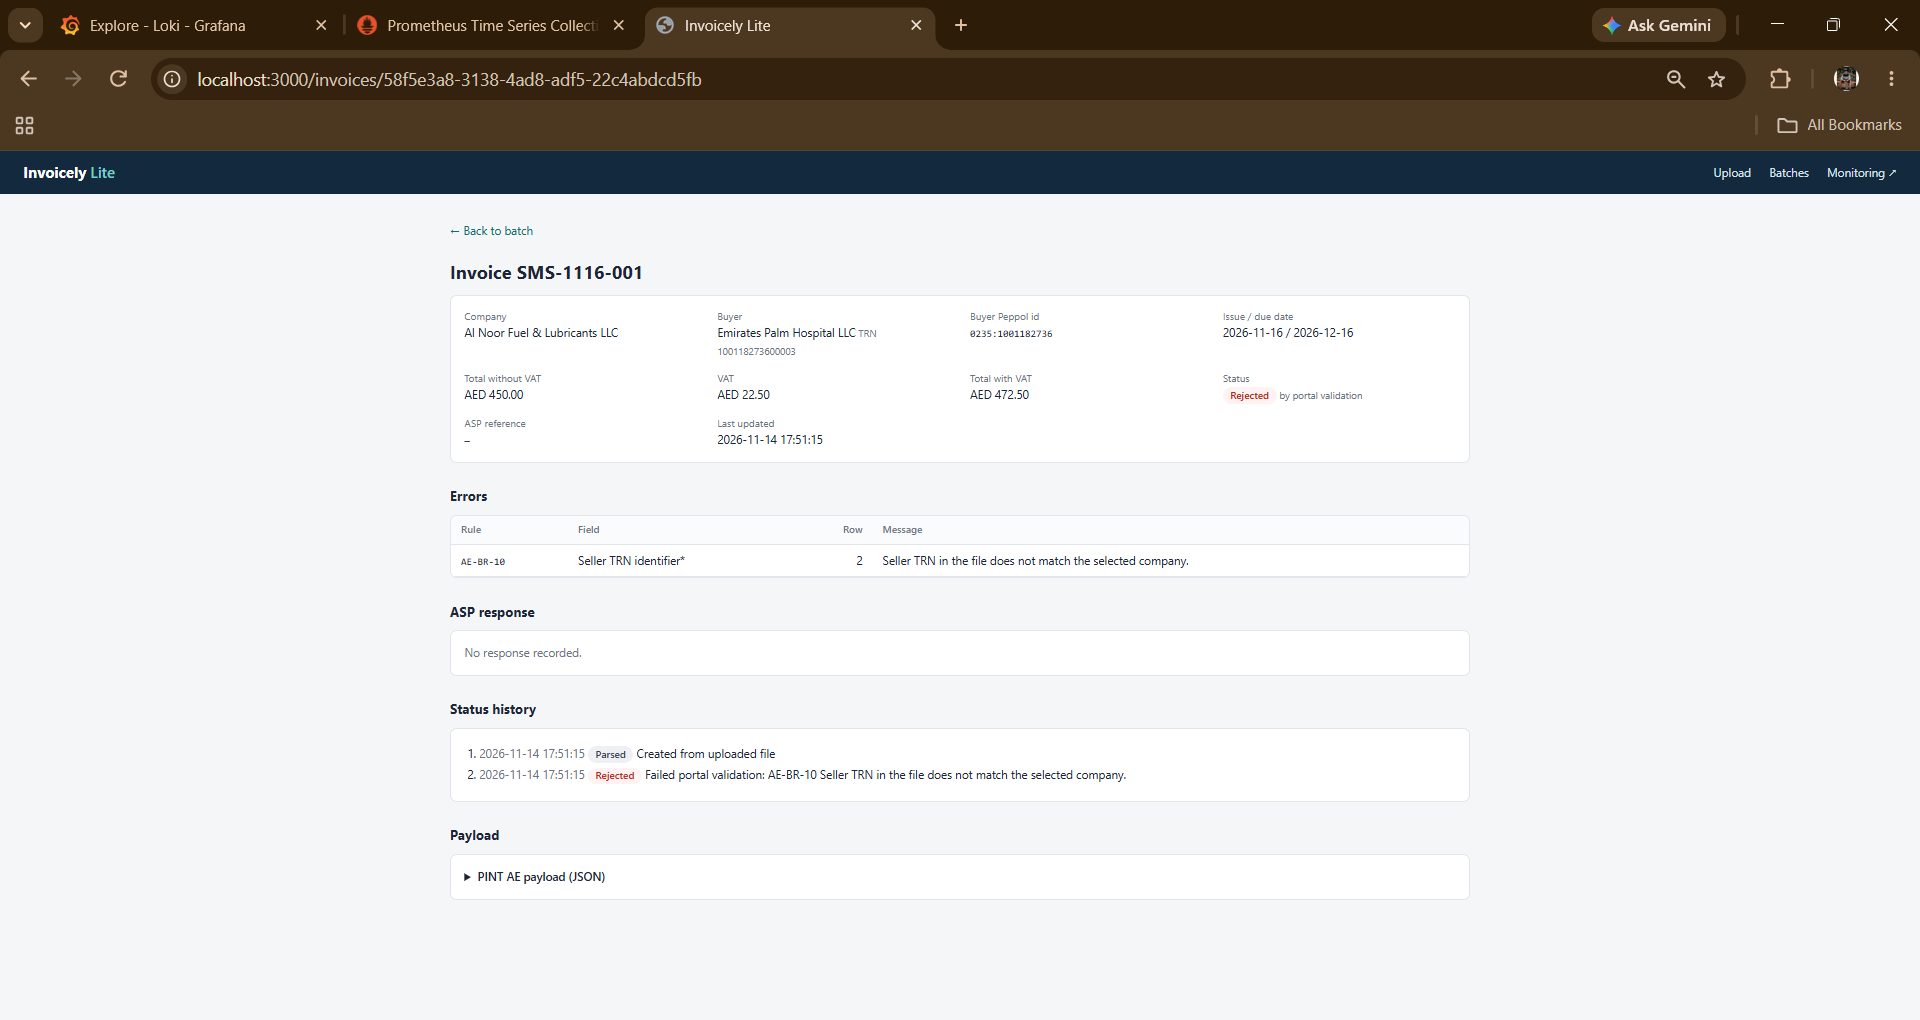 Explore - Loki - Grafana
Prometheus Time Series Collecti
Invoicely Lite
Ask Gemini
localhost:3000/invoices/58f5e3a8-3138-4ad8-adf5-22c4abdcd5fb
All Bookmarks
Invoicely Lite
Upload Batches Monitoring ↗
← Back to batch
Invoice SMS-1116-001
Company Buyer Buyer Peppol id Issue / due date
Al Noor Fuel & Lubricants LLC Emirates Palm Hospital LLC TRN 0235:1001182736 2026-11-16 / 2026-12-16
100118273600003
Total without VAT VAT Total with VAT Status
AED 450.00 AED 22.50 AED 472.50 Rejected by portal validation
ASP reference Last updated
– 2026-11-14 17:51:15
Errors
Rule Field Row Message
AE-BR-10 Seller TRN identifier* 2 Seller TRN in the file does not match the selected company.
ASP response
No response recorded.
Status history
1. 2026-11-14 17:51:15 Parsed Created from uploaded file
2. 2026-11-14 17:51:15 Rejected Failed portal validation: AE-BR-10 Seller TRN in the file does not match the selected company.
Payload
▶ PINT AE payload (JSON)